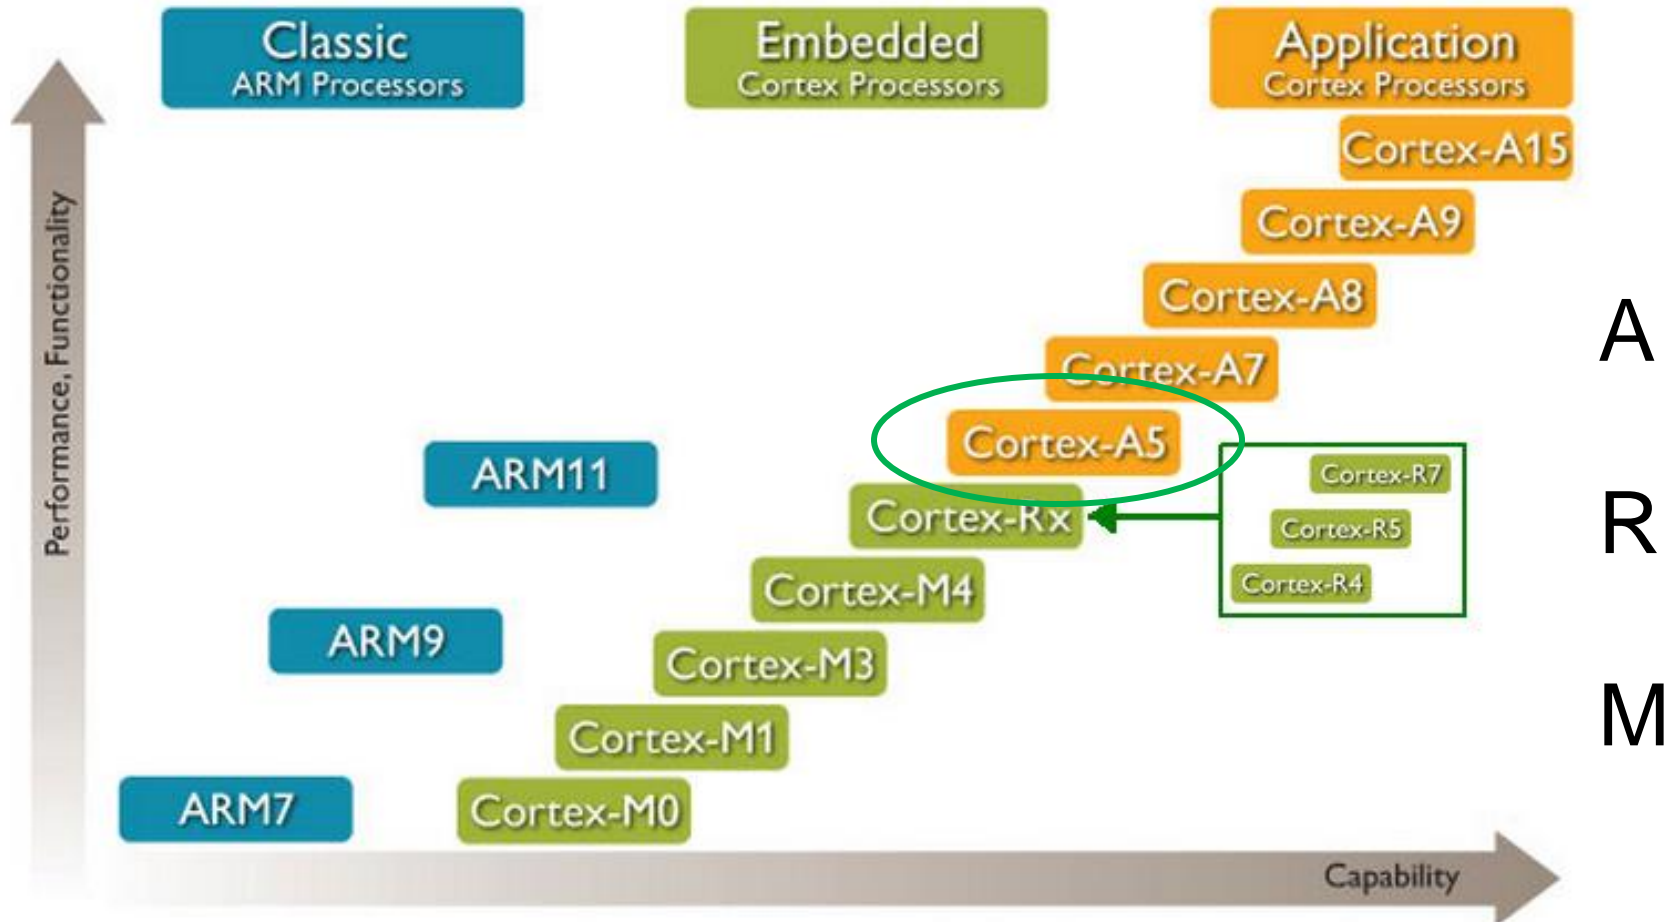 Classic
ARM Processors
Embedded
Cortex Processors
Application
Cortex Processors
Cortex-A15
Cortex-A9
Cortex-A8
A
Cortex-A7
Cortex-A5
ARM11
Cortex-R7
Cortex-Rx
Cortex-R5
R
Cortex-R4
Cortex-M4
ARM9
Cortex-M3
M
Cortex-M1
ARM7
Cortex-M0
Performance, Functionality
Capability